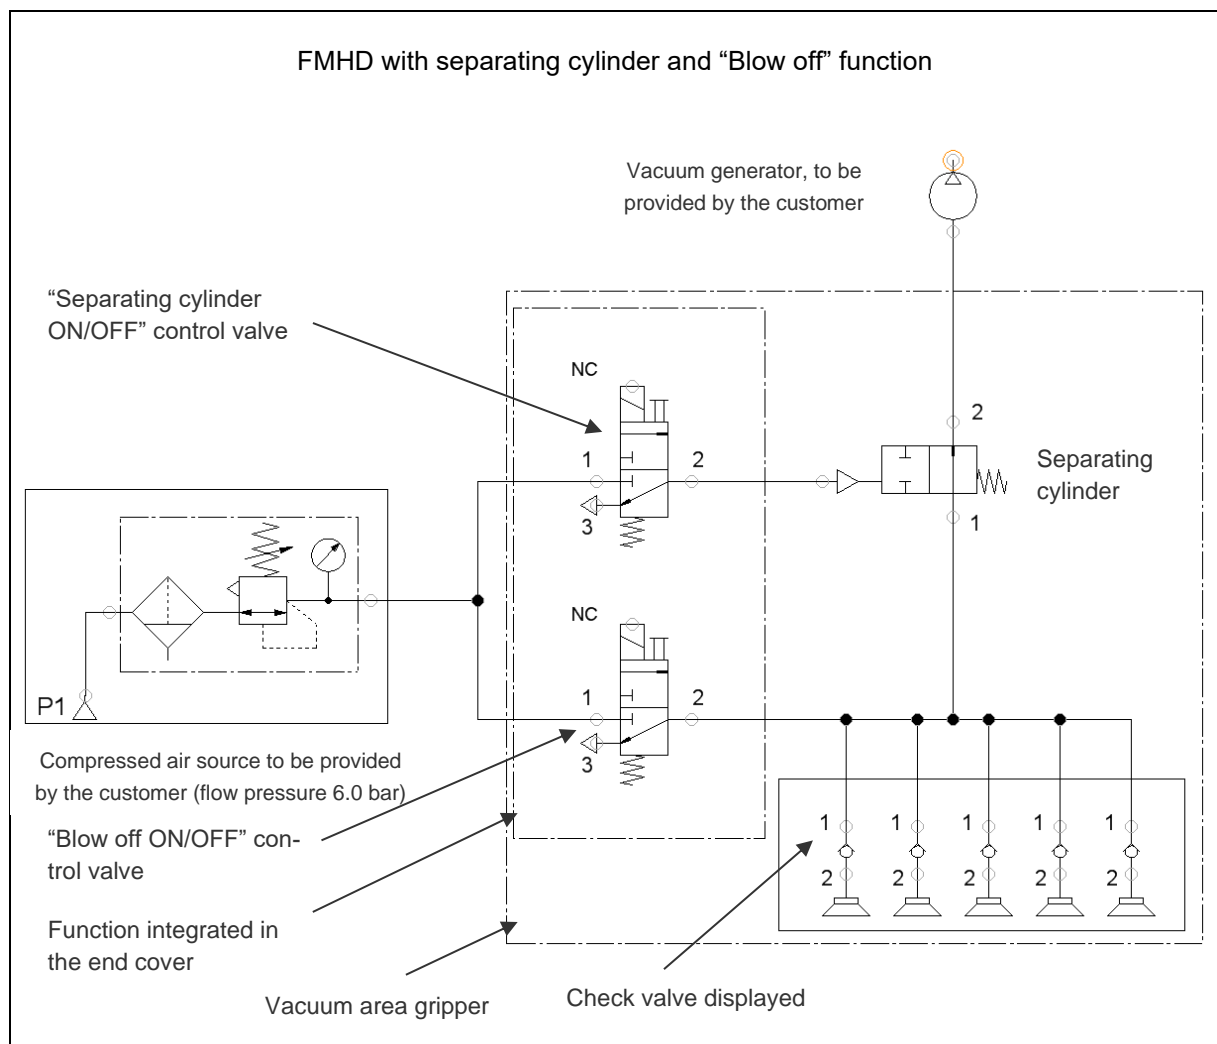 FMHD with separating cylinder and “Blow off” function
Vacuum generator, to be
provided by the customer
“Separating cylinder
ON/OFF” control valve
NC
2
1
2
Separating
cylinder
3
1
NC
P1
1
2
3
Compressed air source to be provided
by the customer (flow pressure 6.0 bar)
“Blow off ON/OFF” con-
trol valve
1 1 1 1 1
2 2 2 2 2
Function integrated in
the end cover
Vacuum area gripper
Check valve displayed